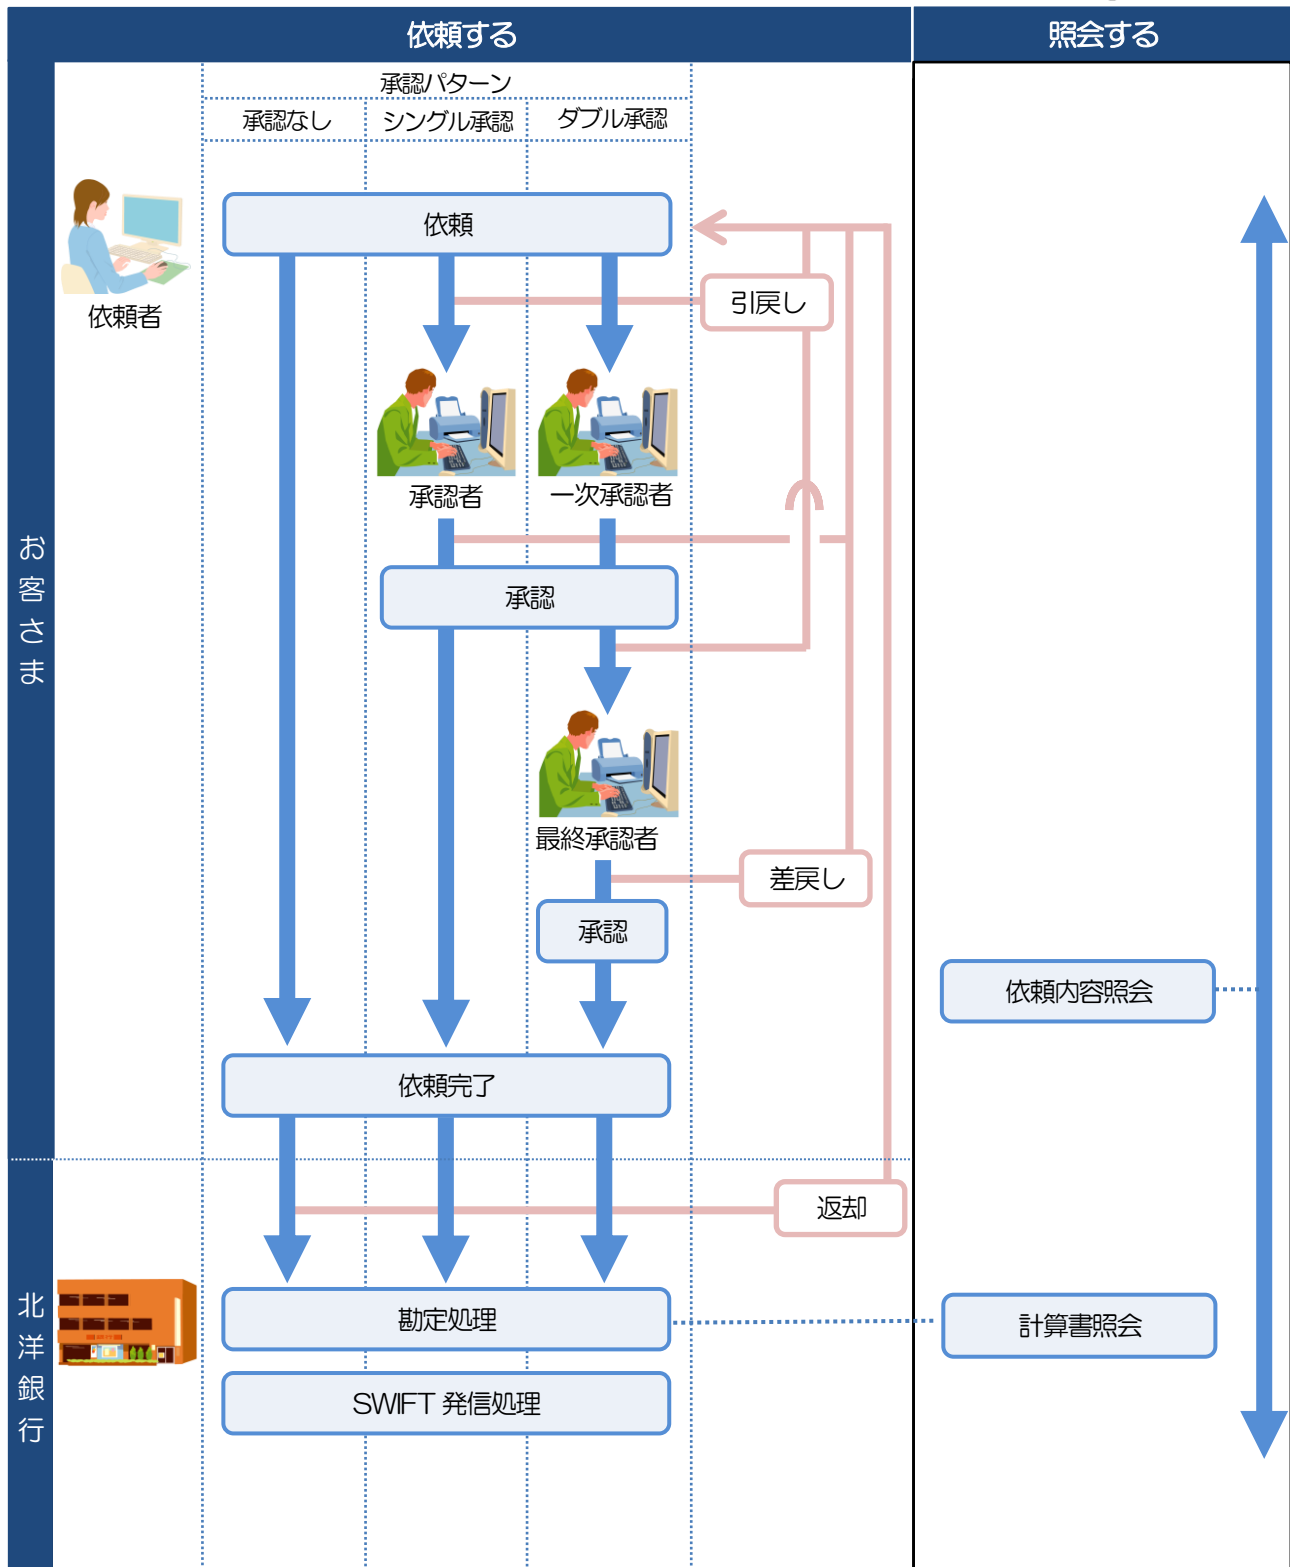 依頼する
照会する
承認パターン
承認なし
シングル承認
ダブル承認
依頼
依頼者
引戻し
承認者
一次承認者
お客さま
承認
最終承認者
差戻し
承認
依頼内容照会
依頼完了
返却
北洋銀行
勘定処理
計算書照会
SWIFT 発信処理